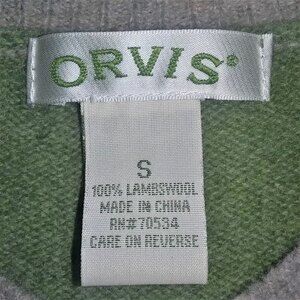 ORVIS®
S
100% LAMBSWOOL
MADE IN CHINA
RN#70534
CARE ON REVERSE